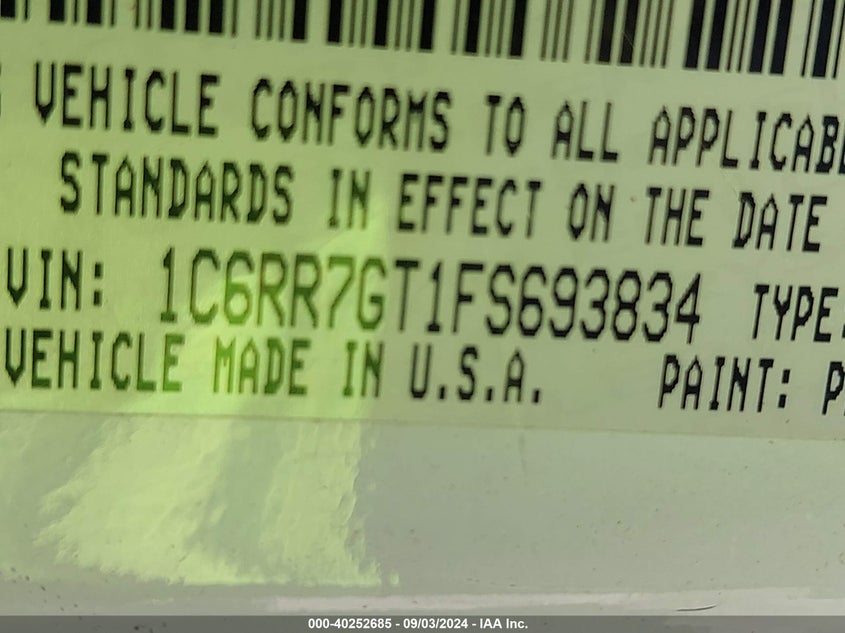 VEHICLE CONFORMS TO ALL APPLICAB
STANDARDS IN EFFECT ON THE DATE
VIN: 1C6RR7GT1FS693834 TYPE
VEHICLE MADE IN U.S.A. PAINT: P
000-40252685 - 09/03/2024 - IAA Inc.